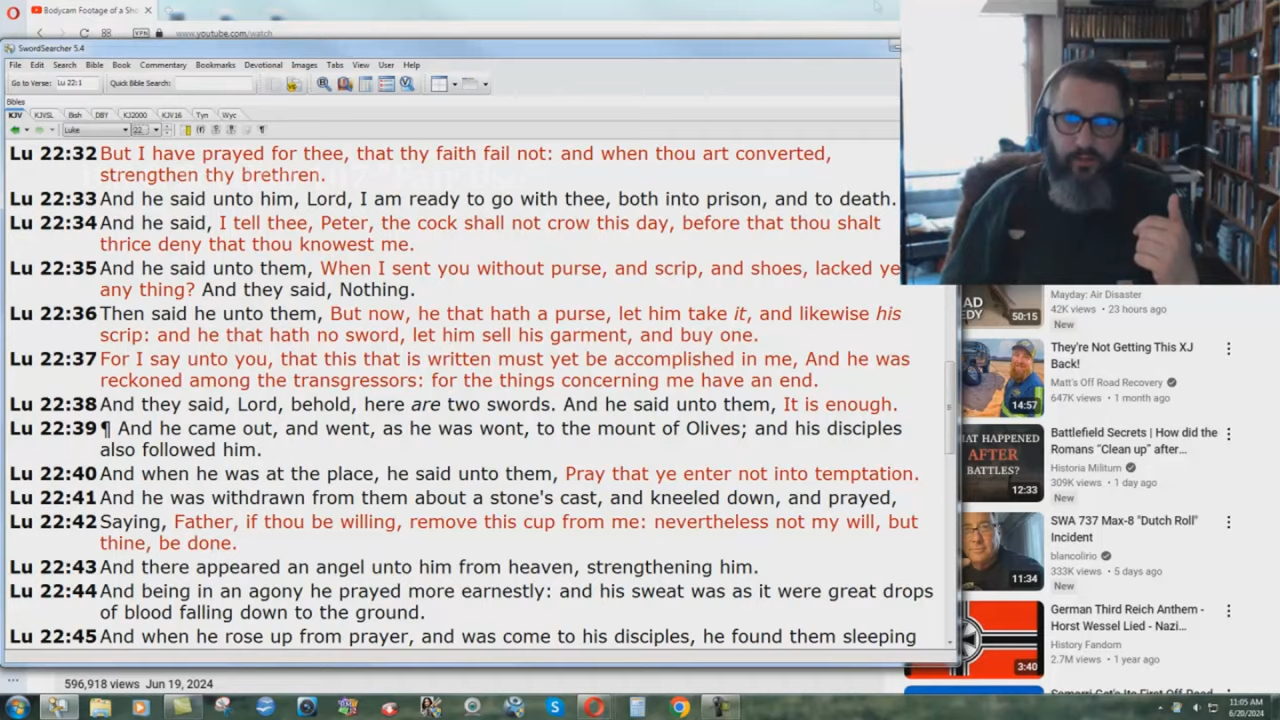 Bodycam Footage of a Sho
VPN
www.youtube.com/watch
SwordSearcher 5.4
File Edit Search Bible Book Commentary Bookmarks Devotional Images Tabs View User Help
Go to Verse: Lu 22:1 Quick Bible Search:
Bibles
KJV KJVSL Bish DBY KJ2000 KJV16 Tyn Wyc
Luke 22
Lu 22:32 But I have prayed for thee, that thy faith fail not: and when thou art converted,
strengthen thy brethren.
Lu 22:33 And he said unto him, Lord, I am ready to go with thee, both into prison, and to death.
Lu 22:34 And he said, I tell thee, Peter, the cock shall not crow this day, before that thou shalt
thrice deny that thou knowest me.
Lu 22:35 And he said unto them, When I sent you without purse, and scrip, and shoes, lacked ye
any thing? And they said, Nothing.
Lu 22:36 Then said he unto them, But now, he that hath a purse, let him take it, and likewise his
scrip: and he that hath no sword, let him sell his garment, and buy one.
Lu 22:37 For I say unto you, that this that is written must yet be accomplished in me, And he was
reckoned among the transgressors: for the things concerning me have an end.
Lu 22:38 And they said, Lord, behold, here are two swords. And he said unto them, It is enough.
Lu 22:39 ¶ And he came out, and went, as he was wont, to the mount of Olives; and his disciples
also followed him.
Lu 22:40 And when he was at the place, he said unto them, Pray that ye enter not into temptation.
Lu 22:41 And he was withdrawn from them about a stone's cast, and kneeled down, and prayed,
Lu 22:42 Saying, Father, if thou be willing, remove this cup from me: nevertheless not my will, but
thine, be done.
Lu 22:43 And there appeared an angel unto him from heaven, strengthening him.
Lu 22:44 And being in an agony he prayed more earnestly: and his sweat was as it were great drops
of blood falling down to the ground.
Lu 22:45 And when he rose up from prayer, and was come to his disciples, he found them sleeping
596,918 views Jun 19, 2024
50:15
Mayday: Air Disaster
42K views • 23 hours ago
New
They're Not Getting This XJ
Back!
Matt's Off Road Recovery
647K views • 1 month ago
14:57
AFTER
BATTLES?
12:33
Battlefield Secrets | How did the
Romans “Clean up” after...
Historia Militum
309K views • 1 day ago
New
SWA 737 Max-8 "Dutch Roll"
Incident
blancolirio
333K views • 5 days ago
New
11:34
German Third Reich Anthem -
Horst Wessel Lied - Nazi...
History Fandom
2.7M views • 1 year ago
3:40
11:05 AM
6/20/2024